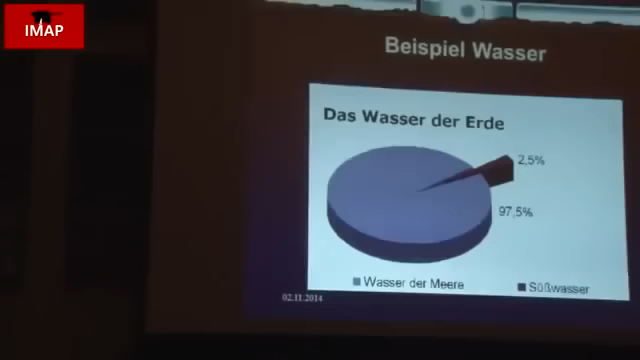 IMAP
Beispiel Wasser
Das Wasser der Erde
2,5%
97,5%
Wasser der Meere
Süßwasser
02.11.2014